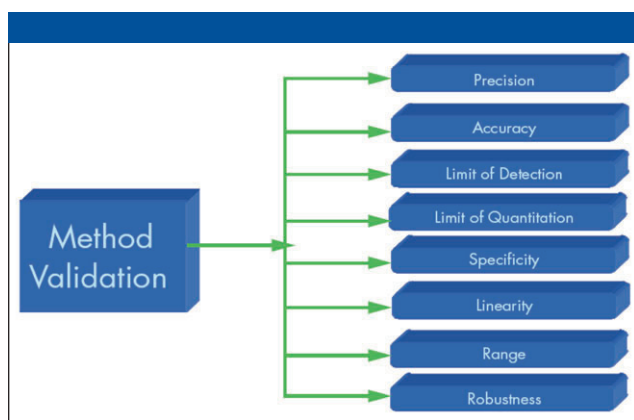 Method
Validation
Precision
Accuracy
Limit of Detection
Limit of Quantitation
Specificity
Linearity
Range
Robustness